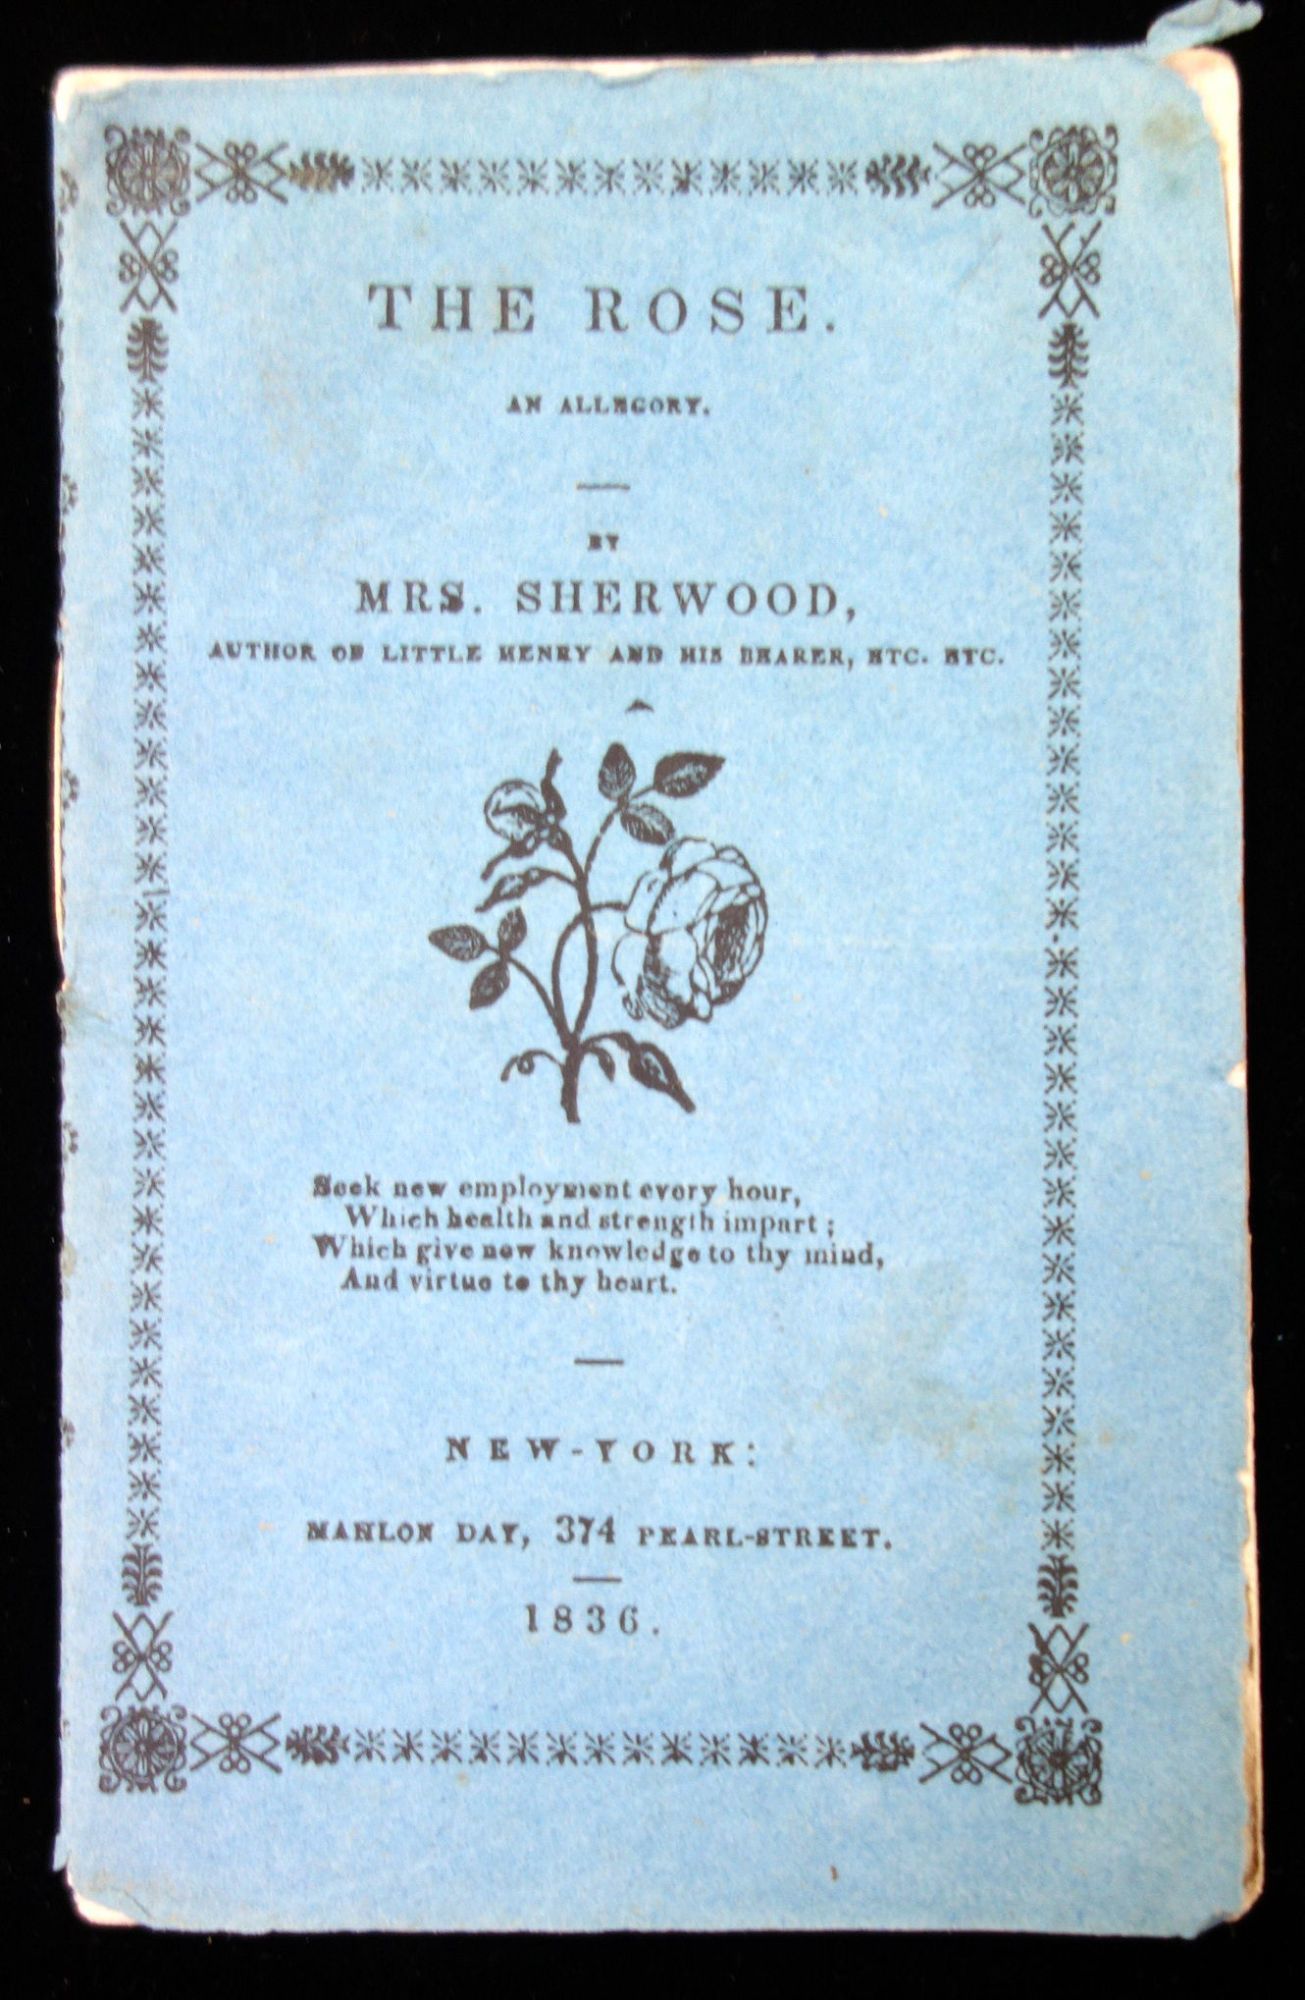 THE ROSE.
AN ALLEGORY.
BY
MRS. SHERWOOD,
AUTHOR OF LITTLE HENRY AND HIS BEARER, ETC. ETC.
Seek new employment every hour,
Which health and strength impart ;
Which give new knowledge to thy mind,
And virtue to thy heart.
NEW-YORK:
MAHLON DAY, 374 PEARL-STREET.
1836.